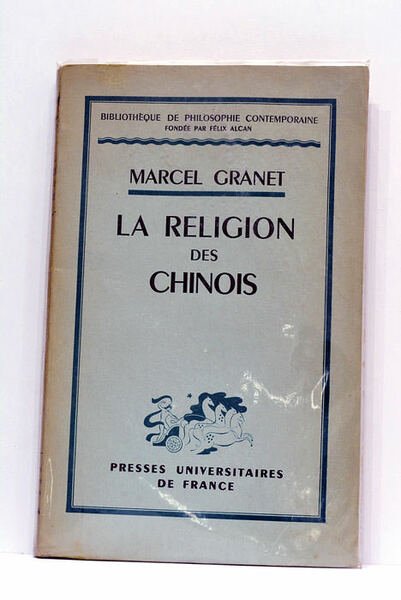 BIBLIOTHÈQUE DE PHILOSOPHIE CONTEMPORAINE
FONDÉE PAR FÉLIX ALCAN
MARCEL GRANET
LA RELIGION
DES
CHINOIS
PRESSES UNIVERSITAIRES
DE FRANCE